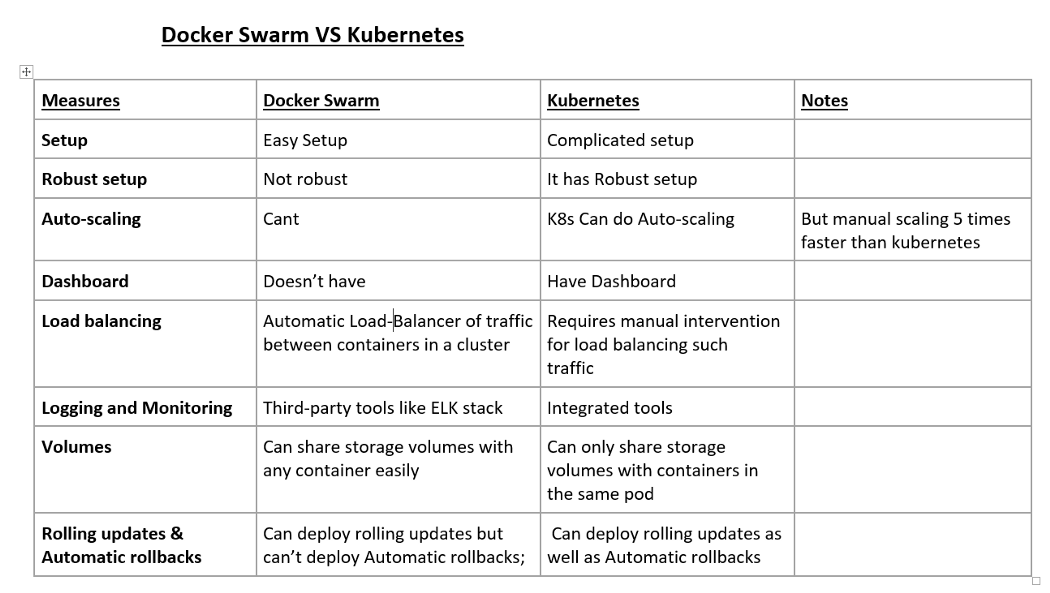 Docker Swarm VS Kubernetes
Measures
Docker Swarm
Kubernetes
Notes
Setup
Easy Setup
Complicated setup
Robust setup
Not robust
It has Robust setup
Auto-scaling
Cant
K8s Can do Auto-scaling
But manual scaling 5 times
faster than kubernetes
Dashboard
Doesn’t have
Have Dashboard
Load balancing
Automatic Load-Balancer of traffic
between containers in a cluster
Requires manual intervention
for load balancing such
traffic
Logging and Monitoring
Third-party tools like ELK stack
Integrated tools
Volumes
Can share storage volumes with
any container easily
Can only share storage
volumes with containers in
the same pod
Rolling updates &
Automatic rollbacks
Can deploy rolling updates but
can’t deploy Automatic rollbacks;
Can deploy rolling updates as
well as Automatic rollbacks